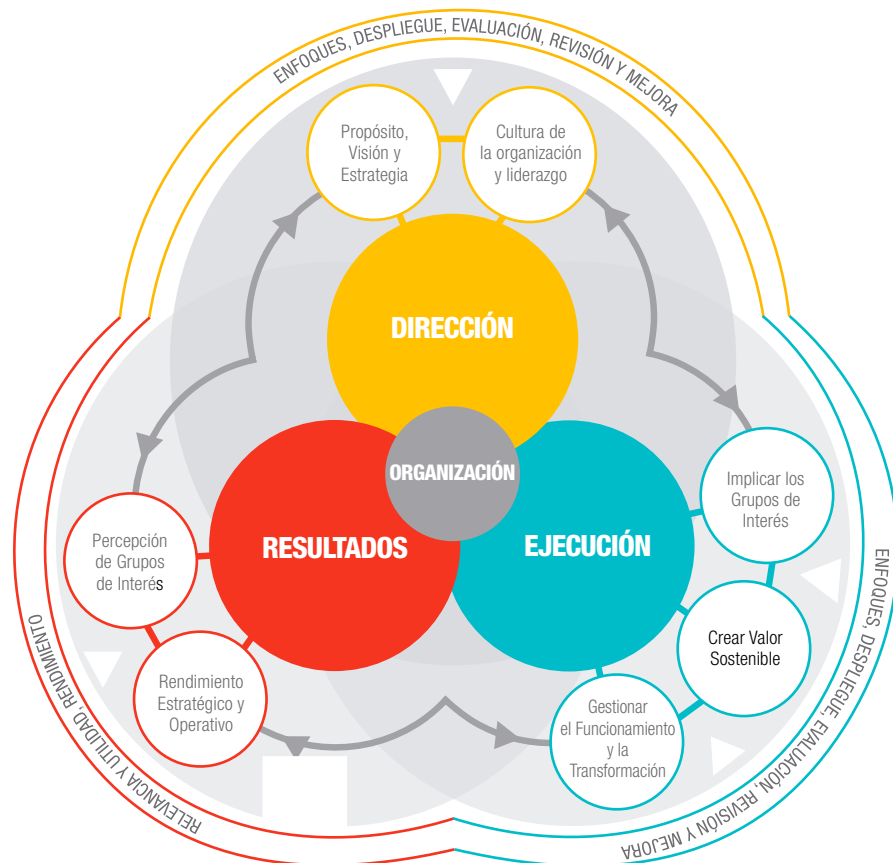 ENFOQUES, DESPLIEGUE, EVALUACIÓN, REVISIÓN Y MEJORA
Propósito,
Visión y
Estrategia
Cultura de
la organización
y liderazgo
DIRECCIÓN
ORGANIZACIÓN
RESULTADOS
EJECUCIÓN
Implicar los
Grupos de
Interés
Crear Valor
Sostenible
Gestionar
el Funcionamiento
y la
Transformación
Percepción
de Grupos
de Interés
Rendimiento
Estratégico y
Operativo
RELEVANCIA Y UTILIDAD, RENDIMIENTO
ENFOQUES, DESPLIEGUE, EVALUACIÓN, REVISIÓN Y MEJORA